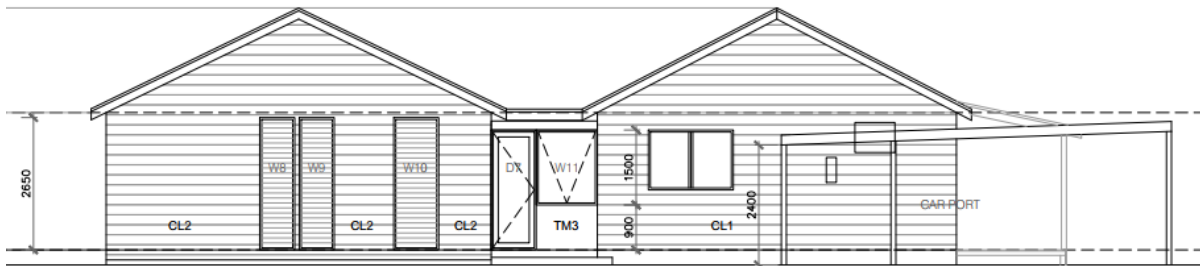 2650
W8
W9
W10
D7
W11
1500
900
2400
CL2
CL2
CL2
TM3
CL1
CAR PORT